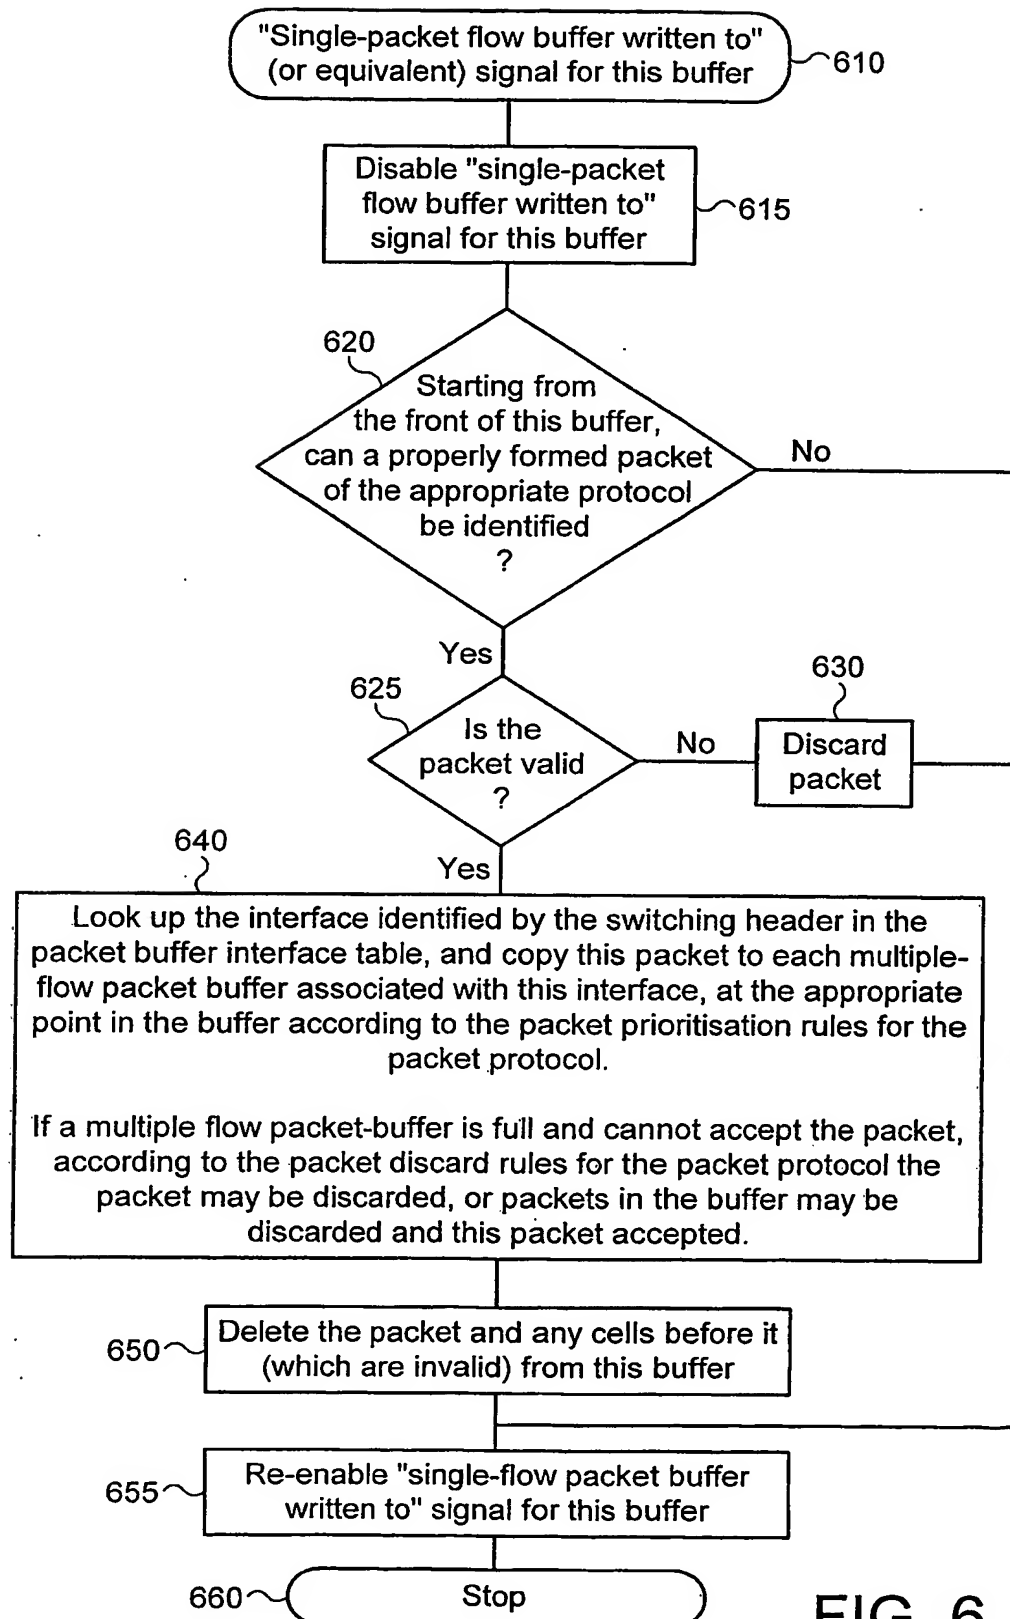 "Single-packet flow buffer written to"
(or equivalent) signal for this buffer
610
Disable "single-packet
flow buffer written to"
signal for this buffer
615
620
Starting from
the front of this buffer,
can a properly formed packet
of the appropriate protocol
be identified
?
No
Yes
625
Is the
packet valid
?
No
630
Discard
packet
Yes
640
Look up the interface identified by the switching header in the
packet buffer interface table, and copy this packet to each multiple-
flow packet buffer associated with this interface, at the appropriate
point in the buffer according to the packet prioritisation rules for the
packet protocol.
If a multiple flow packet-buffer is full and cannot accept the packet,
according to the packet discard rules for the packet protocol the
packet may be discarded, or packets in the buffer may be
discarded and this packet accepted.
650
Delete the packet and any cells before it
(which are invalid) from this buffer
655
Re-enable "single-flow packet buffer
written to" signal for this buffer
660
Stop
FIG. 6